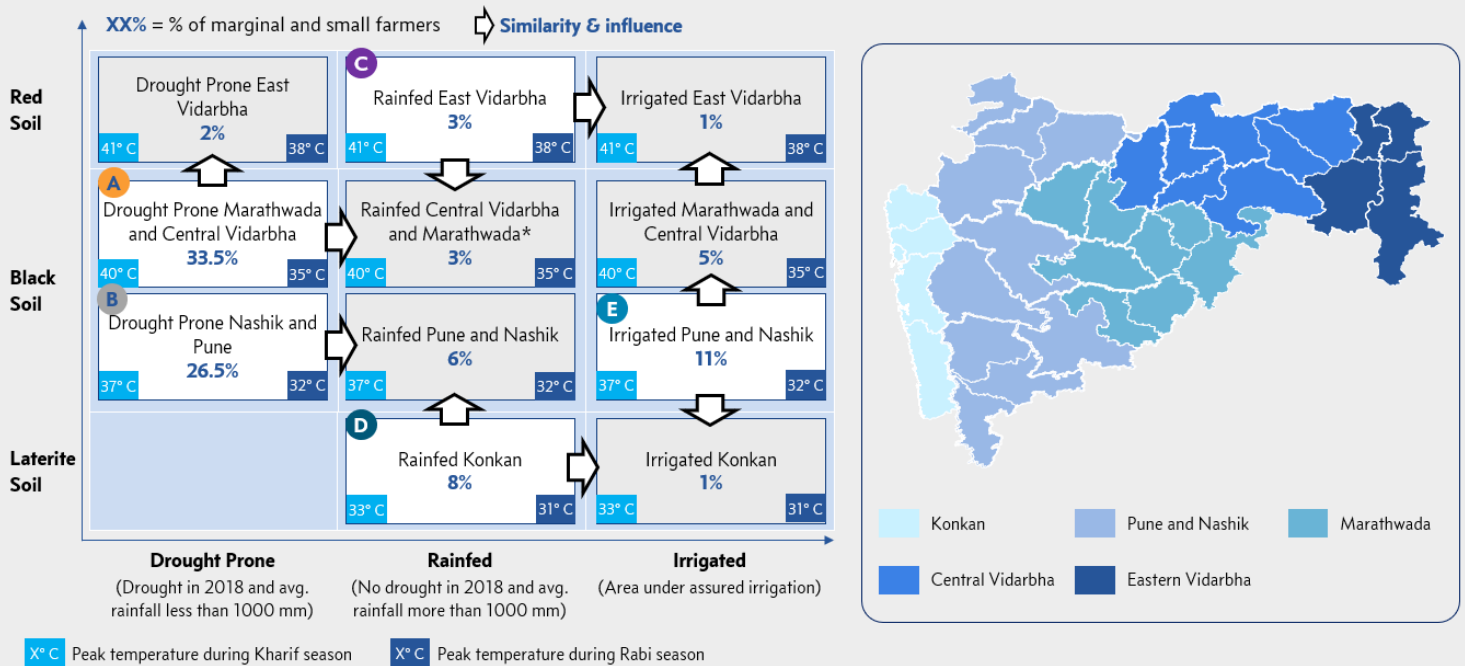 XX% = % of marginal and small farmers
Similarity & influence
Red
Soil
Drought Prone East
Vidarbha
2%
41° C
38° C
C
Rainfed East Vidarbha
3%
41° C
38° C
Irrigated East Vidarbha
1%
41° C
38° C
Black
Soil
A
Drought Prone Marathwada
and Central Vidarbha
33.5%
40° C
35° C
Rainfed Central Vidarbha
and Marathwada*
3%
40° C
35° C
Irrigated Marathwada and
Central Vidarbha
5%
40° C
35° C
B
Drought Prone Nashik and
Pune
26.5%
37° C
32° C
Rainfed Pune and Nashik
6%
37° C
32° C
E
Irrigated Pune and Nashik
11%
37° C
32° C
Laterite
Soil
D
Rainfed Konkan
8%
33° C
31° C
Irrigated Konkan
1%
33° C
31° C
Drought Prone
(Drought in 2018 and avg.
rainfall less than 1000 mm)
Rainfed
(No drought in 2018 and avg.
rainfall more than 1000 mm)
Irrigated
(Area under assured irrigation)
X° C Peak temperature during Kharif season
X° C Peak temperature during Rabi season
Konkan
Pune and Nashik
Marathwada
Central Vidarbha
Eastern Vidarbha